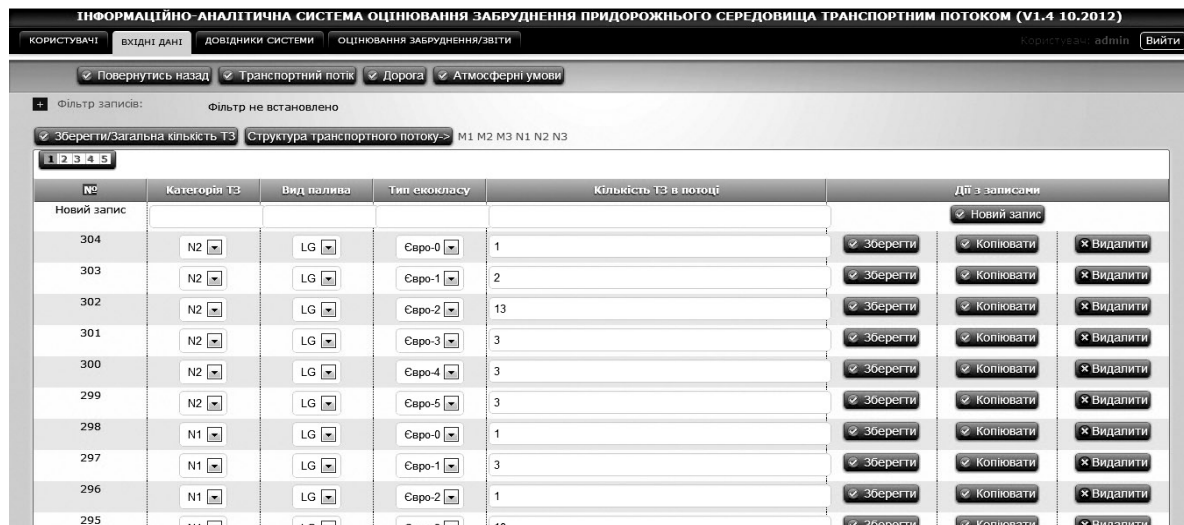 ІНФОРМАЦІЙНО-АНАЛІТИЧНА СИСТЕМА ОЦІНЮВАННЯ ЗАБРУДНЕННЯ ПРИДОРОЖНЬОГО СЕРЕДОВИЩА ТРАНСПОРТНИМ ПОТОКОМ (V1.4 10.2012)
КОРИСТУВАЧІ ВХІДНІ ДАНІ ДОВІДНИКИ СИСТЕМИ ОЦІНЮВАННЯ ЗАБРУДНЕННЯ/ЗВІТИ Користувач: admin Вийти
Повернутись назад Транспортний потік Дорога Атмосферні умови
+ Фільтр записів: Фільтр не встановлено
Зберегти/Загальна кількість ТЗ Структура транспортного потоку-> M1 M2 M3 N1 N2 N3
1 2 3 4 5
№ Категорія ТЗ Вид палива Тип екокласу Кількість ТЗ в потоці Дії з записами
Новий запис Новий запис
304 N2 LG Євро-0 1 Зберегти Копіювати Видалити
303 N2 LG Євро-1 2 Зберегти Копіювати Видалити
302 N2 LG Євро-2 13 Зберегти Копіювати Видалити
301 N2 LG Євро-3 3 Зберегти Копіювати Видалити
300 N2 LG Євро-4 3 Зберегти Копіювати Видалити
299 N2 LG Євро-5 3 Зберегти Копіювати Видалити
298 N1 LG Євро-0 1 Зберегти Копіювати Видалити
297 N1 LG Євро-1 3 Зберегти Копіювати Видалити
296 N1 LG Євро-2 1 Зберегти Копіювати Видалити
295 Зберегти Копіювати Видалити